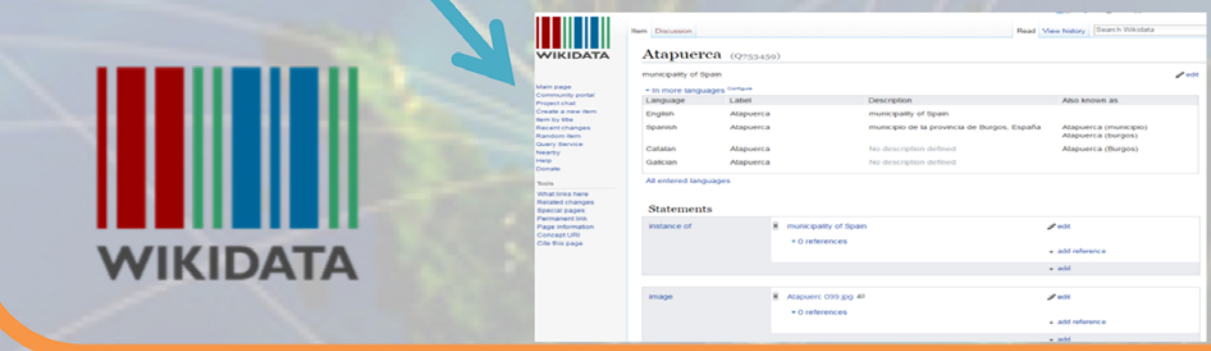 WIKIDATA
WIKIDATA
Main page
Community portal
Project chat
Create a new item
Item by title
Recent changes
Random item
Query Service
Nearby
Help
Donate
Tools
What links here
Related changes
Special pages
Permanent link
Page information
Concept URI
Cite this page
Item Discussion Read View history Search Wikidata
Atapuerca (Q753459)
municipality of Spain edit
In more languages Configure
Language Label Description Also known as
English Atapuerca municipality of Spain
Spanish Atapuerca municipio de la provincia de Burgos, España Atapuerca (municipio)
Atapuerca (burgos)
Catalan Atapuerca No description defined Atapuerca (Burgos)
Galician Atapuerca No description defined
All entered languages
Statements
instance of municipality of Spain edit
0 references
+ add reference
+ add
image Atapuerc 099.jpg edit
0 references
+ add reference
+ add